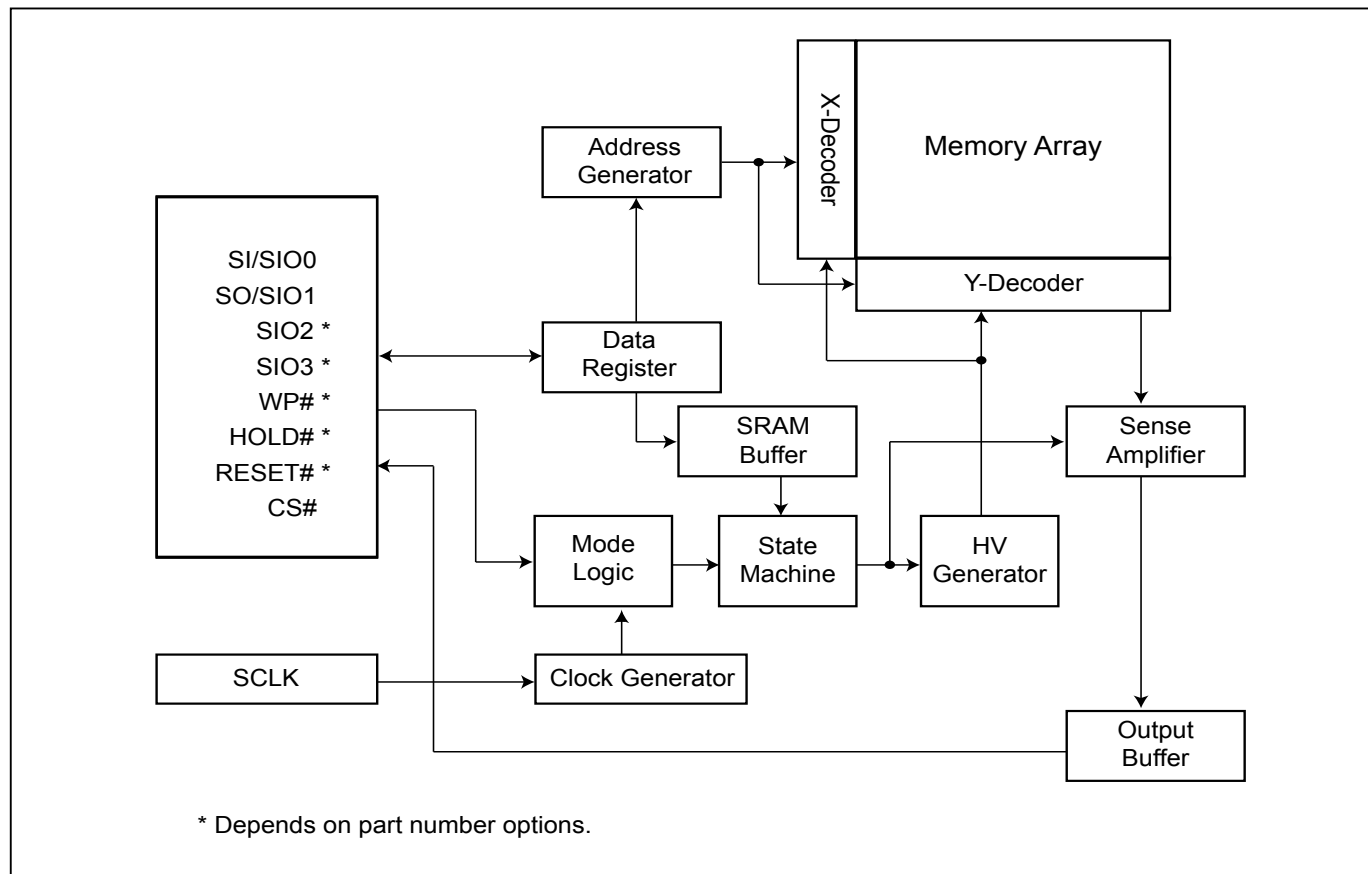 X-Decoder
Memory Array
Address
Generator
Y-Decoder
SI/SIO0
SO/SIO1
SIO2 *
SIO3 *
WP# *
HOLD# *
RESET# *
CS#
Data
Register
SRAM
Buffer
Sense
Amplifier
Mode
Logic
State
Machine
HV
Generator
SCLK
Clock Generator
Output
Buffer
* Depends on part number options.